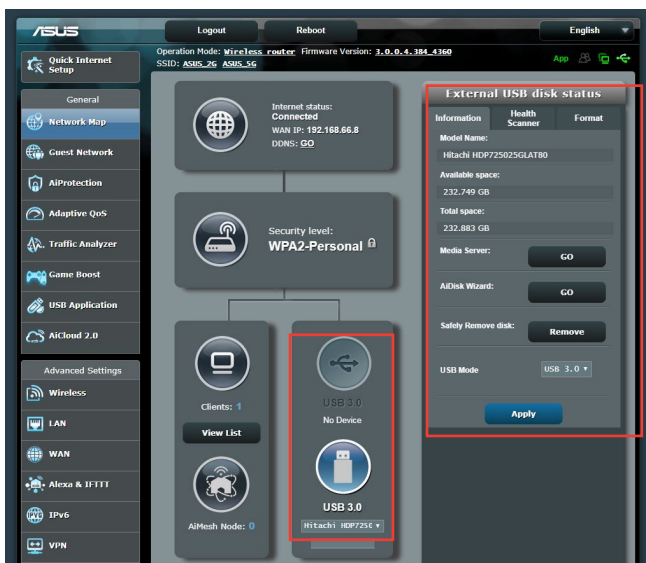 ASUS
Logout
Reboot
English
Operation Mode: Wireless router Firmware Version: 3.0.0.4.384_4360
SSID: ASUS_2G ASUS_5G
App
Quick Internet
Setup
General
Network Map
Guest Network
AiProtection
Adaptive QoS
Traffic Analyzer
Game Boost
USB Application
AiCloud 2.0
Advanced Settings
Wireless
LAN
WAN
Alexa & IFTTT
IPv6
VPN
Internet status:
Connected
WAN IP: 192.168.66.8
DDNS: GO
Security level:
WPA2-Personal
Clients: 1
View List
AiMesh Node: 0
USB 3.0
No Device
USB 3.0
Hitachi HDP725C
External USB disk status
Information
Health
Scanner
Format
Model Name:
Hitachi HDP725025GLAT80
Available space:
232.749 GB
Total space:
232.883 GB
Media Server:
GO
AiDisk Wizard:
GO
Safely Remove disk:
Remove
USB Mode
USB 3.0
Apply